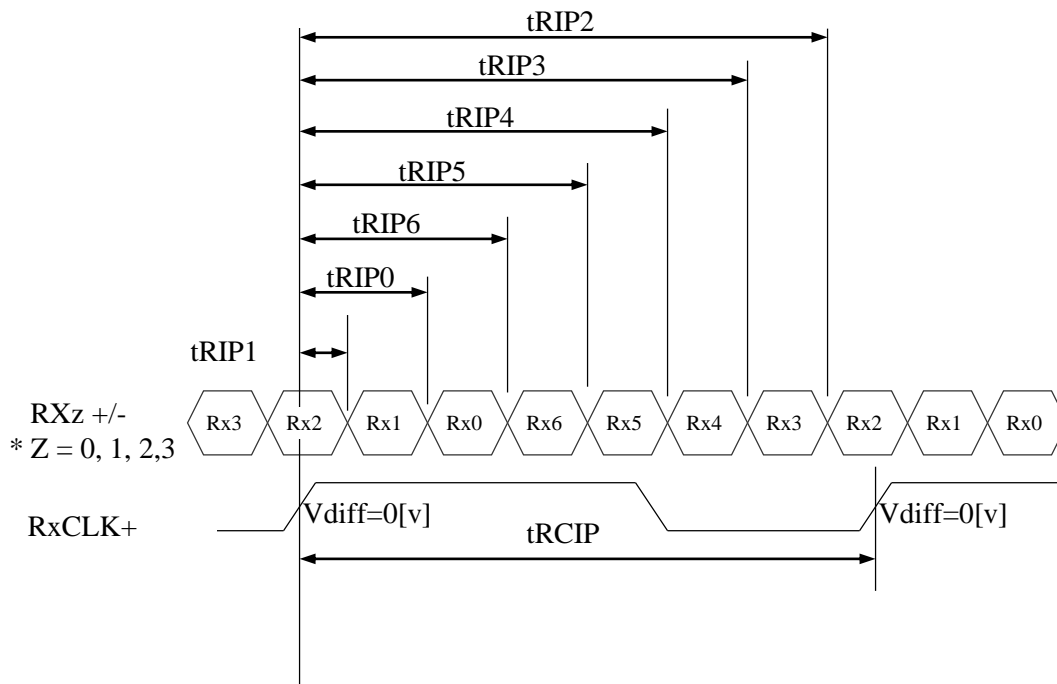 tRIP2
tRIP3
tRIP4
tRIP5
tRIP6
tRIP0
tRIP1
RXz +/-
* Z = 0, 1, 2,3
Rx3 Rx2 Rx1 Rx0 Rx6 Rx5 Rx4 Rx3 Rx2 Rx1 Rx0
RxCLK+
Vdiff=0[v] Vdiff=0[v]
tRCIP